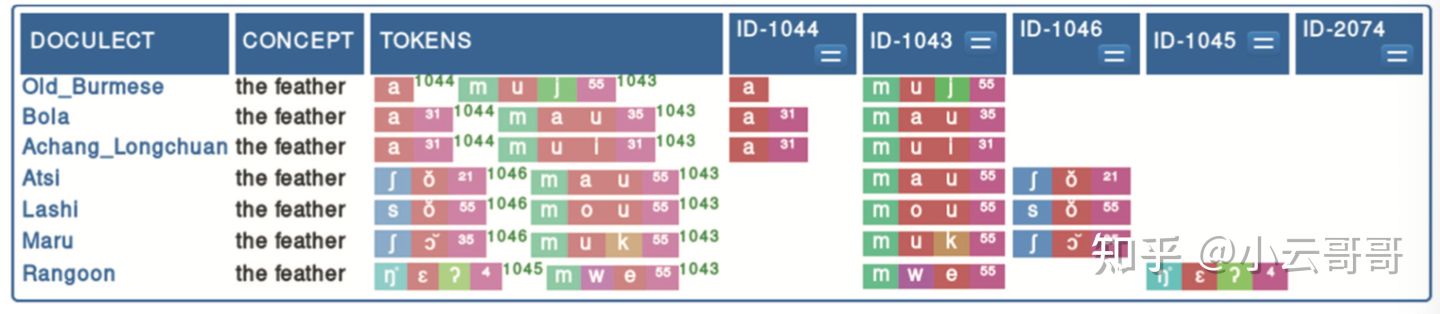 DOCULECT CONCEPT TOKENS ID-1044 ID-1043 ID-1046 ID-1045 ID-2074
Old_Burmese the feather a 1044 m u j 55 1043 a m u j 55
Bola the feather a 31 1044 m a u 35 1043 a 31 m a u 35
Achang_Longchuan the feather a 31 1044 m u i 31 1043 a 31 m u i 31
Atsi the feather ʃ ŏ 21 1046 m a u 55 1043 m a u 55 ʃ ŏ 21
Lashi the feather s ŏ 55 1046 m o u 55 1043 m o u 55 s ŏ 55
Maru the feather ʃ ɔ̆ 35 1046 m u k 55 1043 m u k 55 ʃ ɔ̆ 35
Rangoon the feather ŋ̊ ɛ ʔ 4 1045 m w e 55 1043 m w e 55 ŋ̊ ɛ ʔ 4
知乎 @小云哥哥